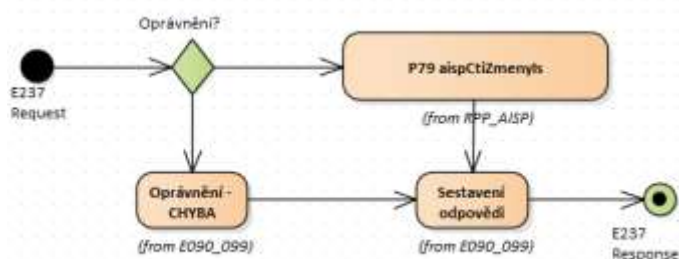 Oprávnění?
P79 aispCtiZmenyIs
E237
Request
(from RPP_AISP)
Oprávnění -
CHYBA
Sestavení
odpovědi
(from E090_099)
(from E090_099)
E237
Response